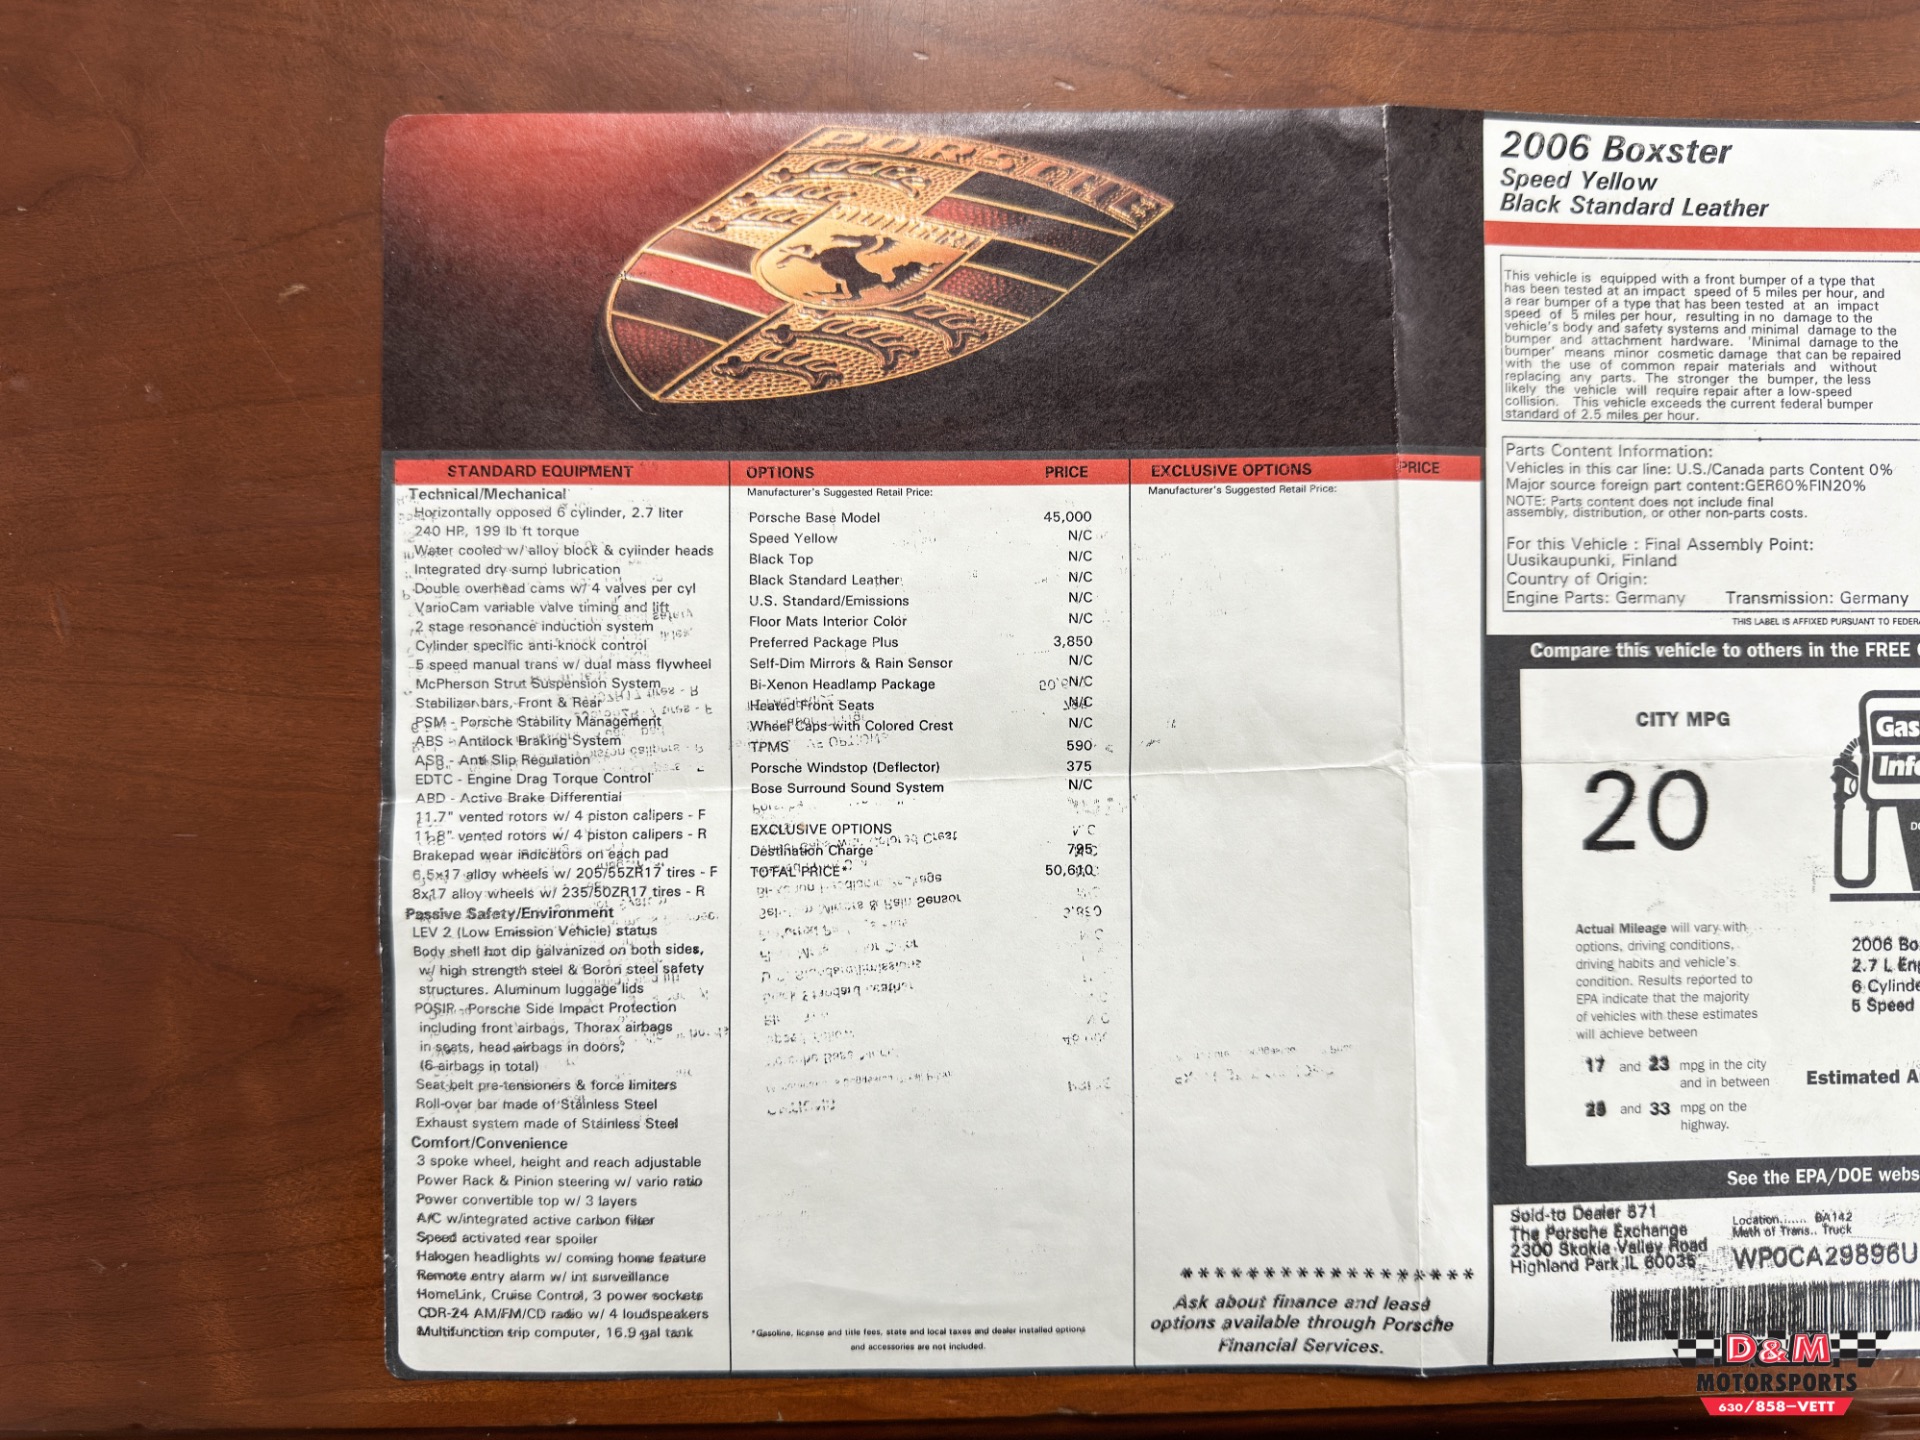 PORSCHE
STANDARD EQUIPMENT
Technical/Mechanical
Horizontally opposed 6 cylinder, 2.7 liter
240 HP, 199 lb ft torque
Water cooled w/ alloy block & cylinder heads
Integrated dry sump lubrication
Double overhead cams w/ 4 valves per cyl
VarioCam variable valve timing and lift
2 stage resonance induction system
Cylinder specific anti-knock control
5 speed manual trans w/ dual mass flywheel
McPherson Strut Suspension System
Stabilizer bars, Front & Rear
PSM - Porsche Stability Management
ABS - Antilock Braking System
ASR - Anti Slip Regulation
EDTC - Engine Drag Torque Control
ABD - Active Brake Differential
11.7" vented rotors w/ 4 piston calipers - F
11.8" vented rotors w/ 4 piston calipers - R
Brakepad wear indicators on each pad
6.5x17 alloy wheels w/ 205/55ZR17 tires - F
8x17 alloy wheels w/ 235/50ZR17 tires - R
Passive Safety/Environment
LEV 2 (Low Emission Vehicle) status
Body shell hot dip galvanized on both sides,
w/ high strength steel & Boron steel safety
structures. Aluminum luggage lids
POSIP - Porsche Side Impact Protection
including front airbags, Thorax airbags
in seats, head airbags in doors,
(6 airbags in total)
Seat-belt pre-tensioners & force limiters
Roll-over bar made of Stainless Steel
Exhaust system made of Stainless Steel
Comfort/Convenience
3 spoke wheel, height and reach adjustable
Power Rack & Pinion steering w/ vario ratio
Power convertible top w/ 3 layers
A/C w/integrated active carbon filter
Speed activated rear spoiler
Halogen headlights w/ coming home feature
Remote entry alarm w/ int surveillance
HomeLink, Cruise Control, 3 power sockets
CDR-24 AM/FM/CD radio w/ 4 loudspeakers
Multifunction trip computer, 16.9 gal tank
OPTIONS PRICE
Manufacturer's Suggested Retail Price:
Porsche Base Model 45,000
Speed Yellow N/C
Black Top N/C
Black Standard Leather N/C
U.S. Standard/Emissions N/C
Floor Mats Interior Color N/C
Preferred Package Plus 3,850
Self-Dim Mirrors & Rain Sensor N/C
Bi-Xenon Headlamp Package N/C
Heated Front Seats N/C
Wheel Caps with Colored Crest N/C
TPMS 590
Porsche Windstop (Deflector) 375
Bose Surround Sound System N/C
EXCLUSIVE OPTIONS
Destination Charge 795
TOTAL PRICE* 50,610
*Gasoline, license and title fees, state and local taxes and dealer installed options
and accessories are not included.
EXCLUSIVE OPTIONS PRICE
Manufacturer's Suggested Retail Price:
* * * * * * * * * * * * * * * * * *
Ask about finance and lease
options available through Porsche
Financial Services.
2006 Boxster
Speed Yellow
Black Standard Leather
This vehicle is equipped with a front bumper of a type that
has been tested at an impact speed of 5 miles per hour, and
a rear bumper of a type that has been tested at an impact
speed of 5 miles per hour, resulting in no damage to the
vehicle's body and safety systems and minimal damage to the
bumper and attachment hardware. 'Minimal damage to the
bumper' means minor cosmetic damage that can be repaired
with the use of common repair materials and without
replacing any parts. The stronger the bumper, the less
likely the vehicle will require repair after a low-speed
collision. This vehicle exceeds the current federal bumper
standard of 2.5 miles per hour.
Parts Content Information:
Vehicles in this car line: U.S./Canada parts Content 0%
Major source foreign part content:GER60%FIN20%
NOTE: Parts content does not include final
assembly, distribution, or other non-parts costs.
For this Vehicle : Final Assembly Point:
Uusikaupunki, Finland
Country of Origin:
Engine Parts: Germany Transmission: Germany
THIS LABEL IS AFFIXED PURSUANT TO FEDERA
Compare this vehicle to others in the FREE
CITY MPG
20
Gas
Info
Actual Mileage will vary with
options, driving conditions,
driving habits and vehicle's
condition. Results reported to
EPA indicate that the majority
of vehicles with these estimates
will achieve between
17 and 23 mpg in the city
and in between
and 33 mpg on the
highway.
2006 Bo
2.7 L Eng
6 Cylinde
5 Speed
Estimated A
See the EPA/DOE webs
Sold-to Dealer 571
The Porsche Exchange
2300 Skokie Valley Road
Highland Park, IL 60035
Location...... BA142
Meth of Trans.. Truck
WP0CA29896U
D&M
MOTORSPORTS
630/858-VETT